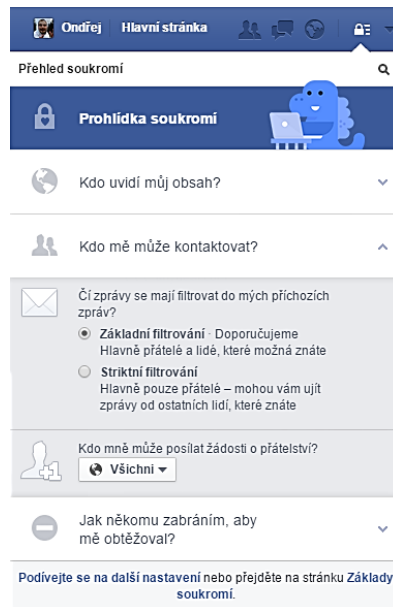 Ondřej Hlavní stránka
Přehled soukromí
Prohlídka soukromí
Kdo uvidí můj obsah?
Kdo mě může kontaktovat?
Čí zprávy se mají filtrovat do mých příchozích
zpráv?
Základní filtrování · Doporučujeme
Hlavně přátelé a lidé, které možná znáte
Striktní filtrování
Hlavně pouze přátelé – mohou vám ujít
zprávy od ostatních lidí, které znáte
Kdo mně může posílat žádosti o přátelství?
+1
Všichni
Jak někomu zabráním, aby
mě obtěžoval?
Podívejte se na další nastavení nebo přejděte na stránku Základy
soukromí.